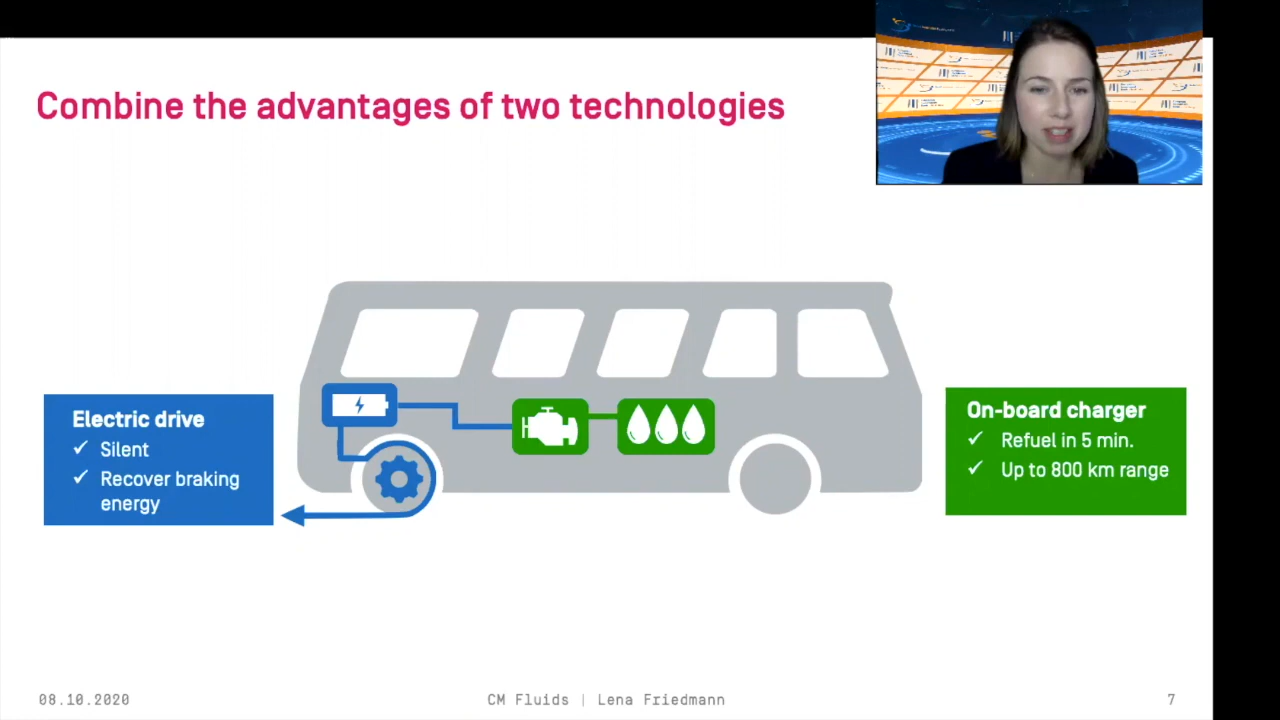 Combine the advantages of two technologies
Electric drive
✓ Silent
✓ Recover braking
energy
On-board charger
✓ Refuel in 5 min.
✓ Up to 800 km range
08.10.2020
CM Fluids | Lena Friedmann
7